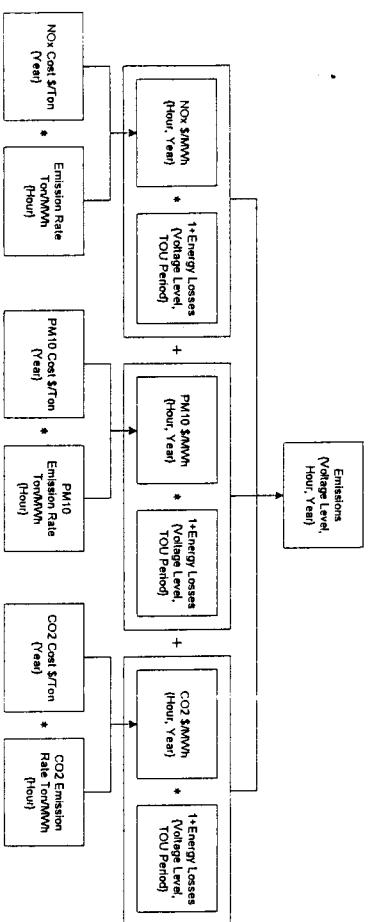 Emissions
{Voltage Level,
Hour, Year}
NOx $/MWh
{Hour, Year}
*
1+Energy Losses
{Voltage Level,
TOU Period}
+
PM10 $/MWh
{Hour, Year}
*
1+Energy Losses
{Voltage Level,
TOU Period}
+
CO2 $/MWh
{Hour, Year}
*
1+Energy Losses
{Voltage Level,
TOU Period}
NOx Cost $/Ton
{Year}
*
Emission Rate
Ton/MWh
{Hour}
PM10 Cost $/Ton
{Year}
*
PM10
Emission Rate
Ton/MWh
{Hour}
CO2 Cost $/Ton
{Year}
*
CO2 Emission
Rate Ton/MWh
{Hour}